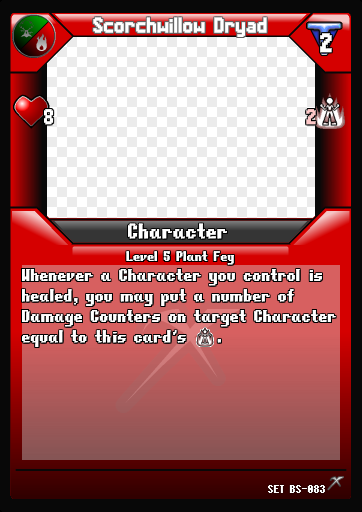 Scorchwillow Dryad
2
8
2
Character
Level 5 Plant Fey
Whenever a Character you control is
healed, you may put a number of
Damage Counters on target Character
equal to this card's .
SET BS-083